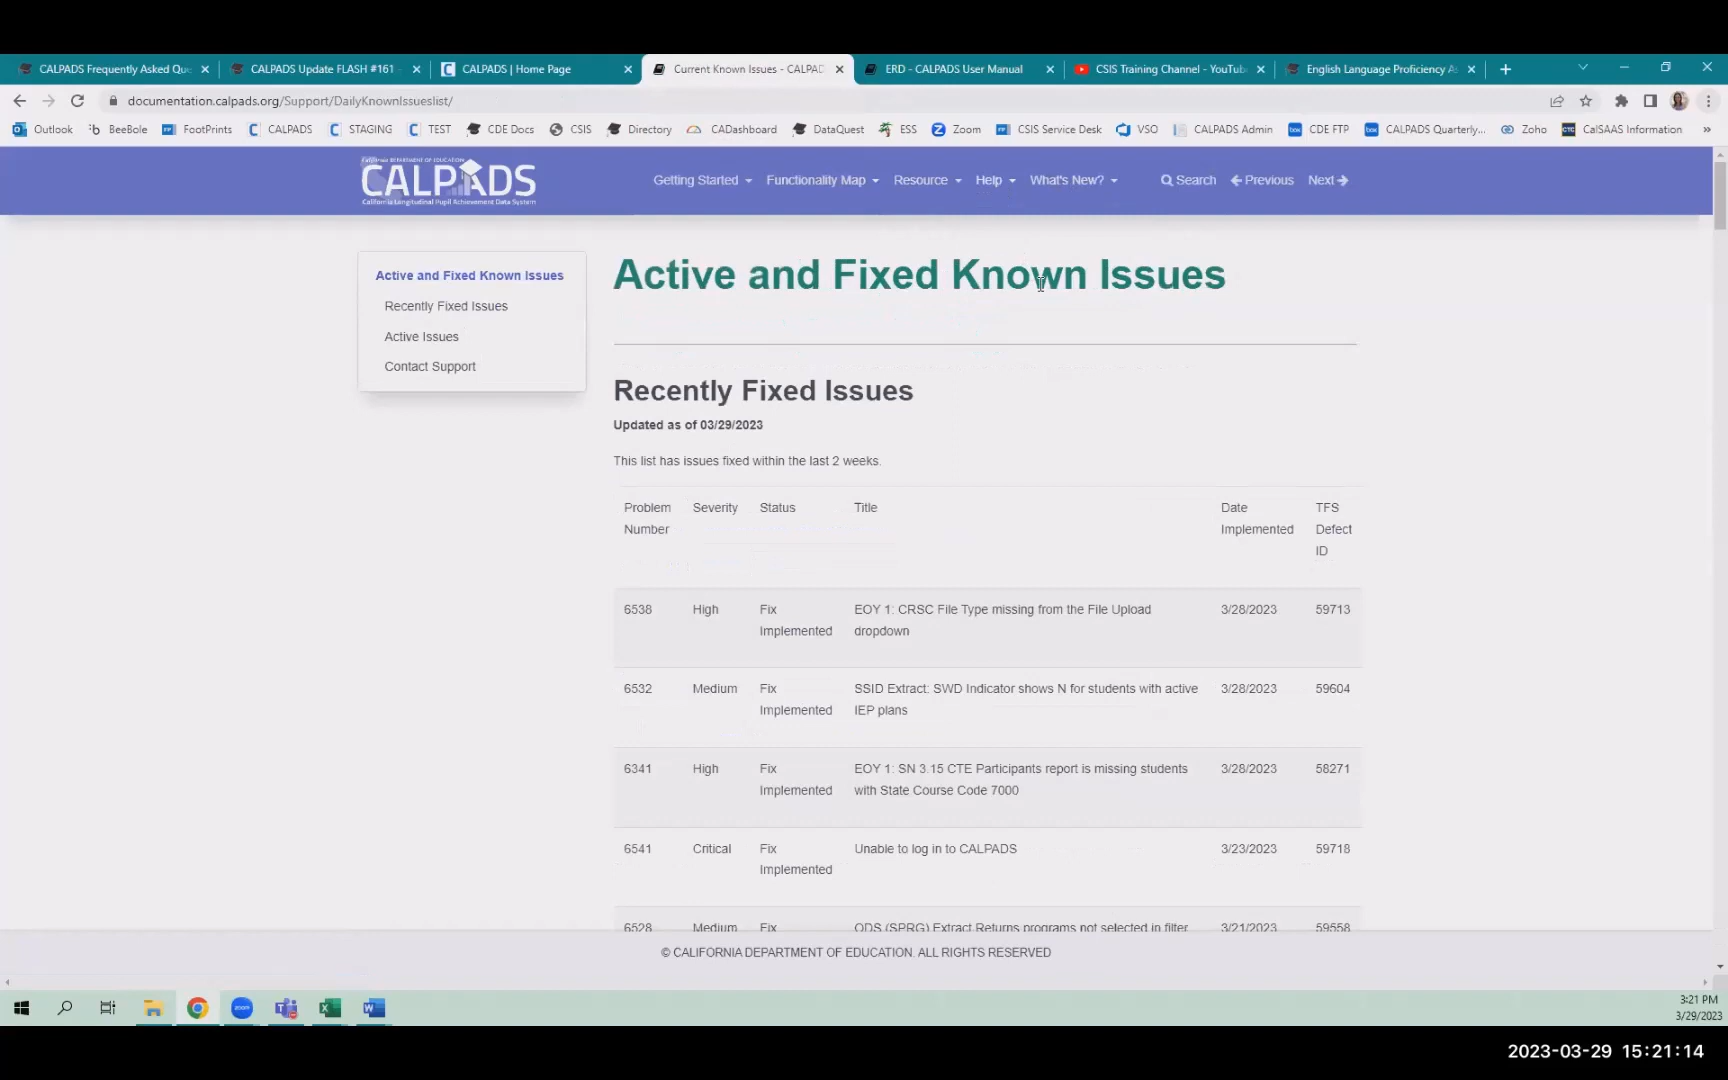 CALPADS Frequently Asked Qu
CALPADS Update FLASH #161
CALPADS | Home Page
Current Known Issues - CALPAD
ERD - CALPADS User Manual
CSIS Training Channel - YouTub
English Language Proficiency A
documentation.calpads.org/Support/DailyKnownIssueslist/
Outlook BeeBole FootPrints CALPADS STAGING TEST CDE Docs CSIS Directory CADashboard DataQuest ESS Zoom CSIS Service Desk VSO CALPADS Admin CDE FTP CALPADS Quarterly... Zoho CalSAAS Information »
California DEPARTMENT OF EDUCATION
CALPADS
California Longitudinal Pupil Achievement Data System
Getting Started Functionality Map Resource Help What's New? Search Previous Next
Active and Fixed Known Issues
Recently Fixed Issues
Active Issues
Contact Support
Active and Fixed Known Issues
Recently Fixed Issues
Updated as of 03/29/2023
This list has issues fixed within the last 2 weeks.
Problem Number Severity Status Title Date Implemented TFS Defect ID
6538 High Fix Implemented EOY 1: CRSC File Type missing from the File Upload dropdown 3/28/2023 59713
6532 Medium Fix Implemented SSID Extract: SWD Indicator shows N for students with active IEP plans 3/28/2023 59604
6341 High Fix Implemented EOY 1: SN 3.15 CTE Participants report is missing students with State Course Code 7000 3/28/2023 58271
6541 Critical Fix Implemented Unable to log in to CALPADS 3/23/2023 59718
6528 Medium Fix ODS (SPRG) Extract Returns programs not selected in filter 3/21/2023 59558
© CALIFORNIA DEPARTMENT OF EDUCATION. ALL RIGHTS RESERVED
3:21 PM
3/29/2023
2023-03-29 15:21:14